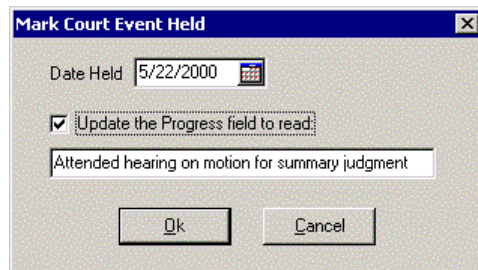 Mark Court Event Held
Date Held 5/22/2000
Update the Progress field to read:
Attended hearing on motion for summary judgment
Ok Cancel